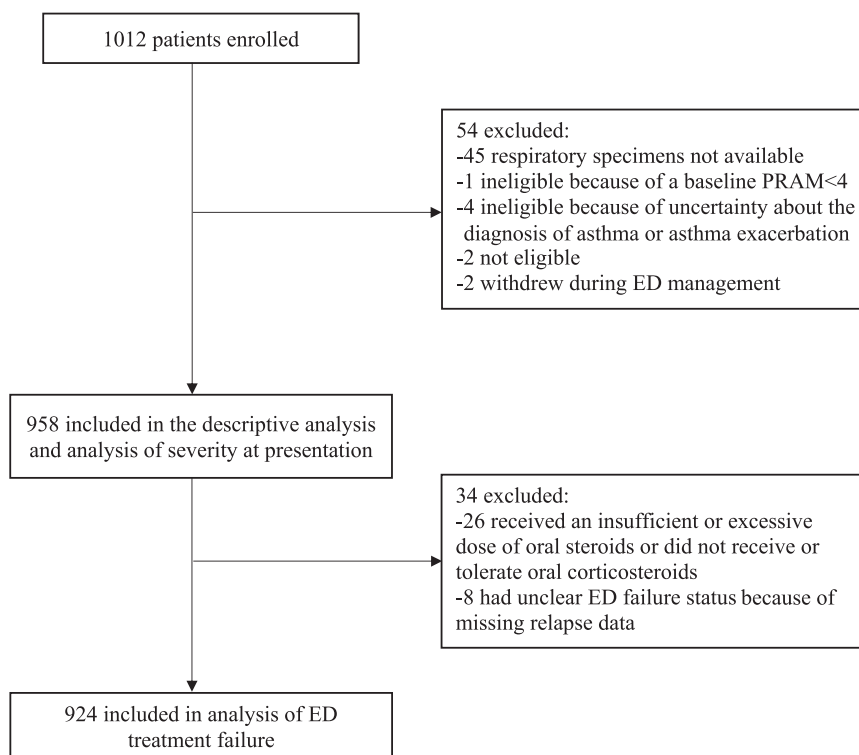 1012 patients enrolled
54 excluded:
-45 respiratory specimens not available
-1 ineligible because of a baseline PRAM<4
-4 ineligible because of uncertainty about the
diagnosis of asthma or asthma exacerbation
-2 not eligible
-2 withdrew during ED management
958 included in the descriptive analysis
and analysis of severity at presentation
34 excluded:
-26 received an insufficient or excessive
dose of oral steroids or did not receive or
tolerate oral corticosteroids
-8 had unclear ED failure status because of
missing relapse data
924 included in analysis of ED
treatment failure